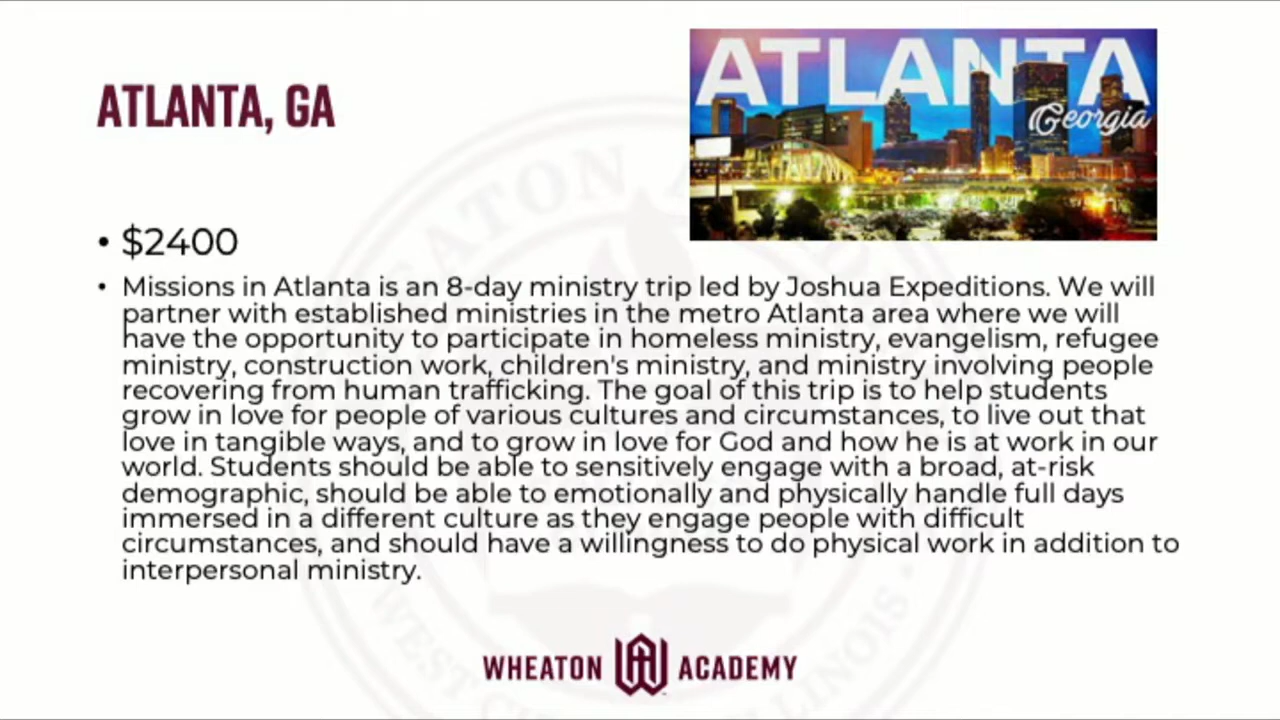 ATLANTA
Georgia
ATLANTA, GA
• $2400
• Missions in Atlanta is an 8-day ministry trip led by Joshua Expeditions. We will
partner with established ministries in the metro Atlanta area where we will
have the opportunity to participate in homeless ministry, evangelism, refugee
ministry, construction work, children's ministry, and ministry involving people
recovering from human trafficking. The goal of this trip is to help students
grow in love for people of various cultures and circumstances, to live out that
love in tangible ways, and to grow in love for God and how he is at work in our
world. Students should be able to sensitively engage with a broad, at-risk
demographic, should be able to emotionally and physically handle full days
immersed in a different culture as they engage people with difficult
circumstances, and should have a willingness to do physical work in addition to
interpersonal ministry.
WHEATON WA ACADEMY